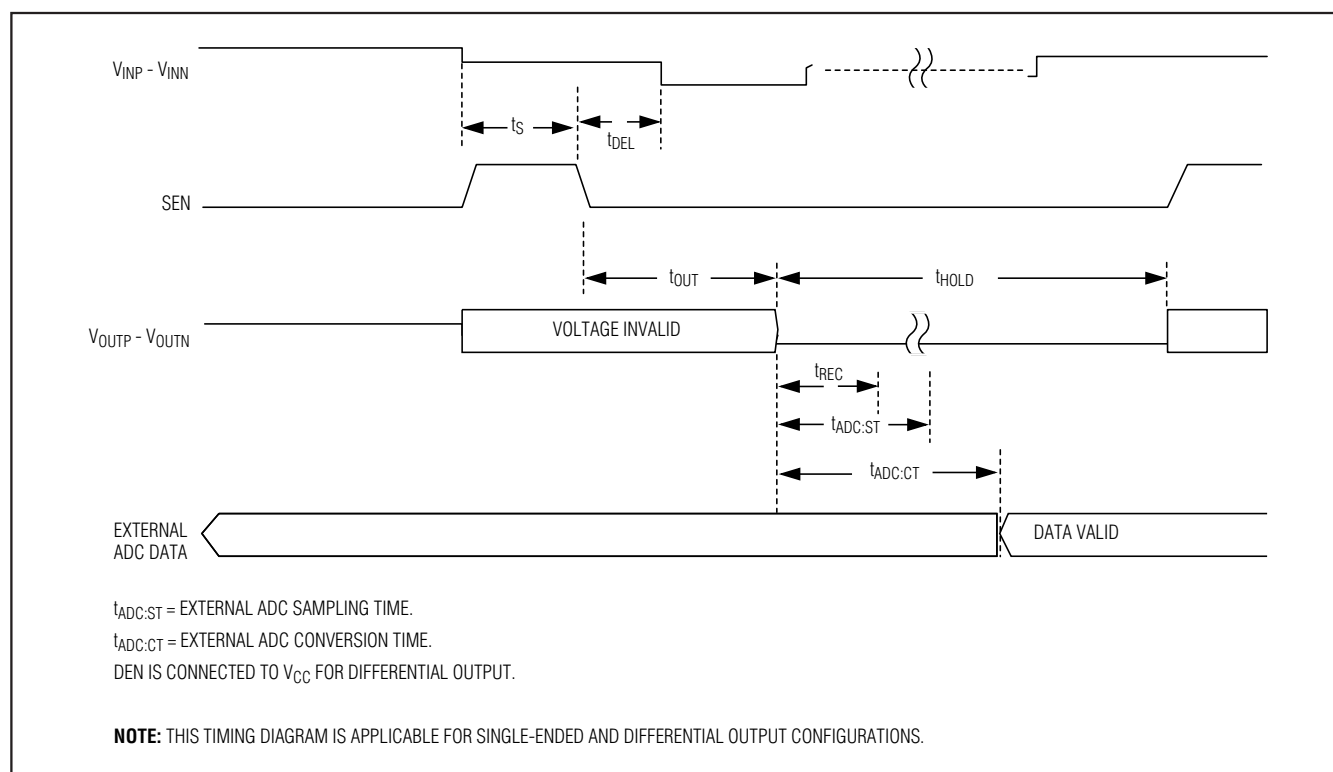 VINP - VINN
tS
tDEL
SEN
tOUT
tHOLD
VOUTP - VOUTN
VOLTAGE INVALID
tREC
tADC:ST
tADC:CT
EXTERNAL
ADC DATA
DATA VALID
tADC:ST = EXTERNAL ADC SAMPLING TIME.
tADC:CT = EXTERNAL ADC CONVERSION TIME.
DEN IS CONNECTED TO VCC FOR DIFFERENTIAL OUTPUT.
NOTE: THIS TIMING DIAGRAM IS APPLICABLE FOR SINGLE-ENDED AND DIFFERENTIAL OUTPUT CONFIGURATIONS.